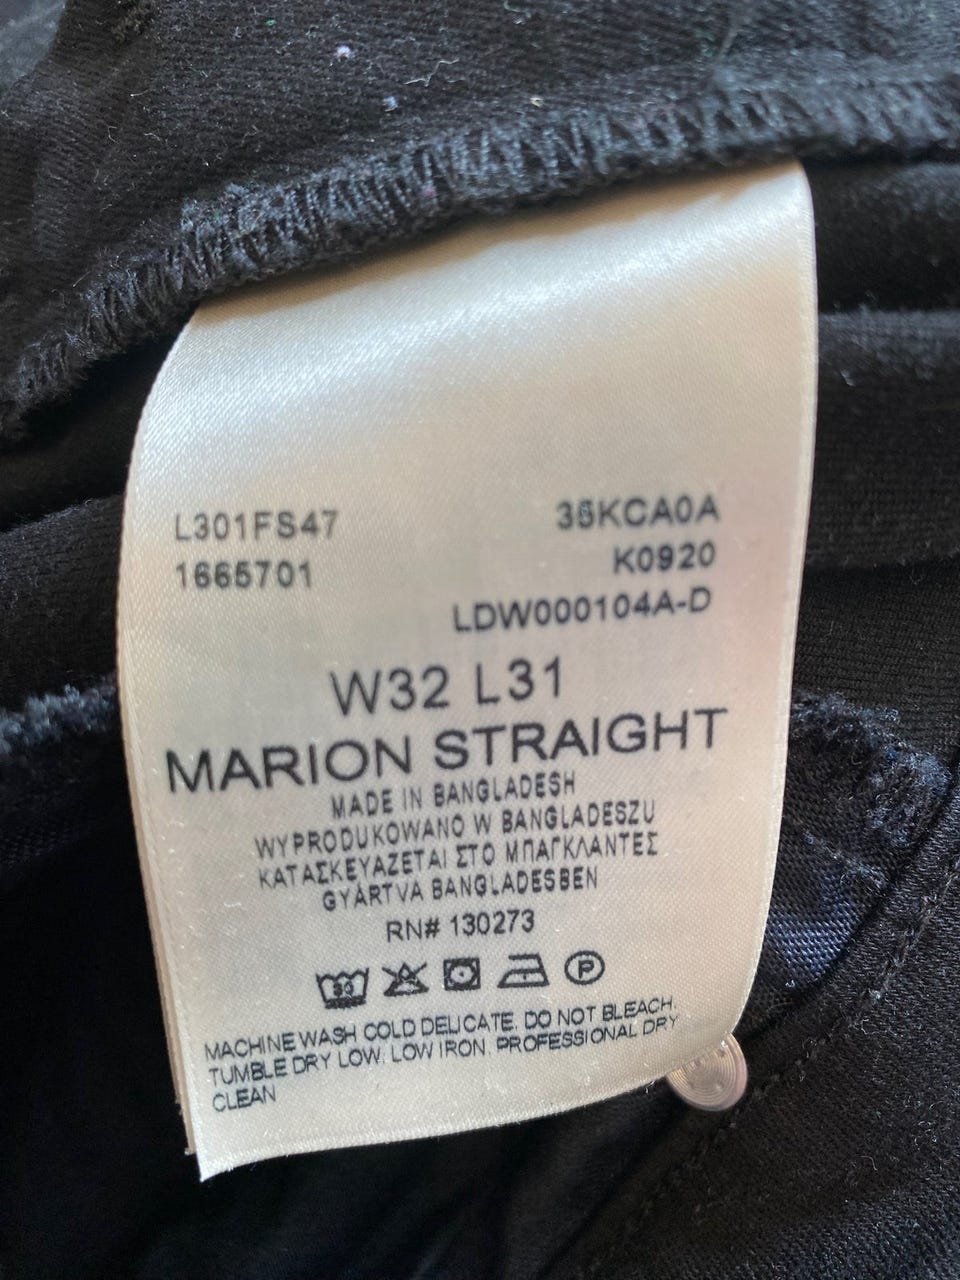 L301FS47 35KCA0A
1665701 K0920
LDW000104A-D
W32 L31
MARION STRAIGHT
MADE IN BANGLADESH
WYPRODUKOWANO W BANGLADESZU
ΚΑΤΑΣΚΕΥΑΖΕΤΑΙ ΣΤΟ ΜΠΑΓΚΛΑΝΤΕΣ
GYÁRTVA BANGLADESBEN
RN# 130273
30 P
MACHINE WASH COLD DELICATE. DO NOT BLEACH.
TUMBLE DRY LOW. LOW IRON. PROFESSIONAL DRY
CLEAN